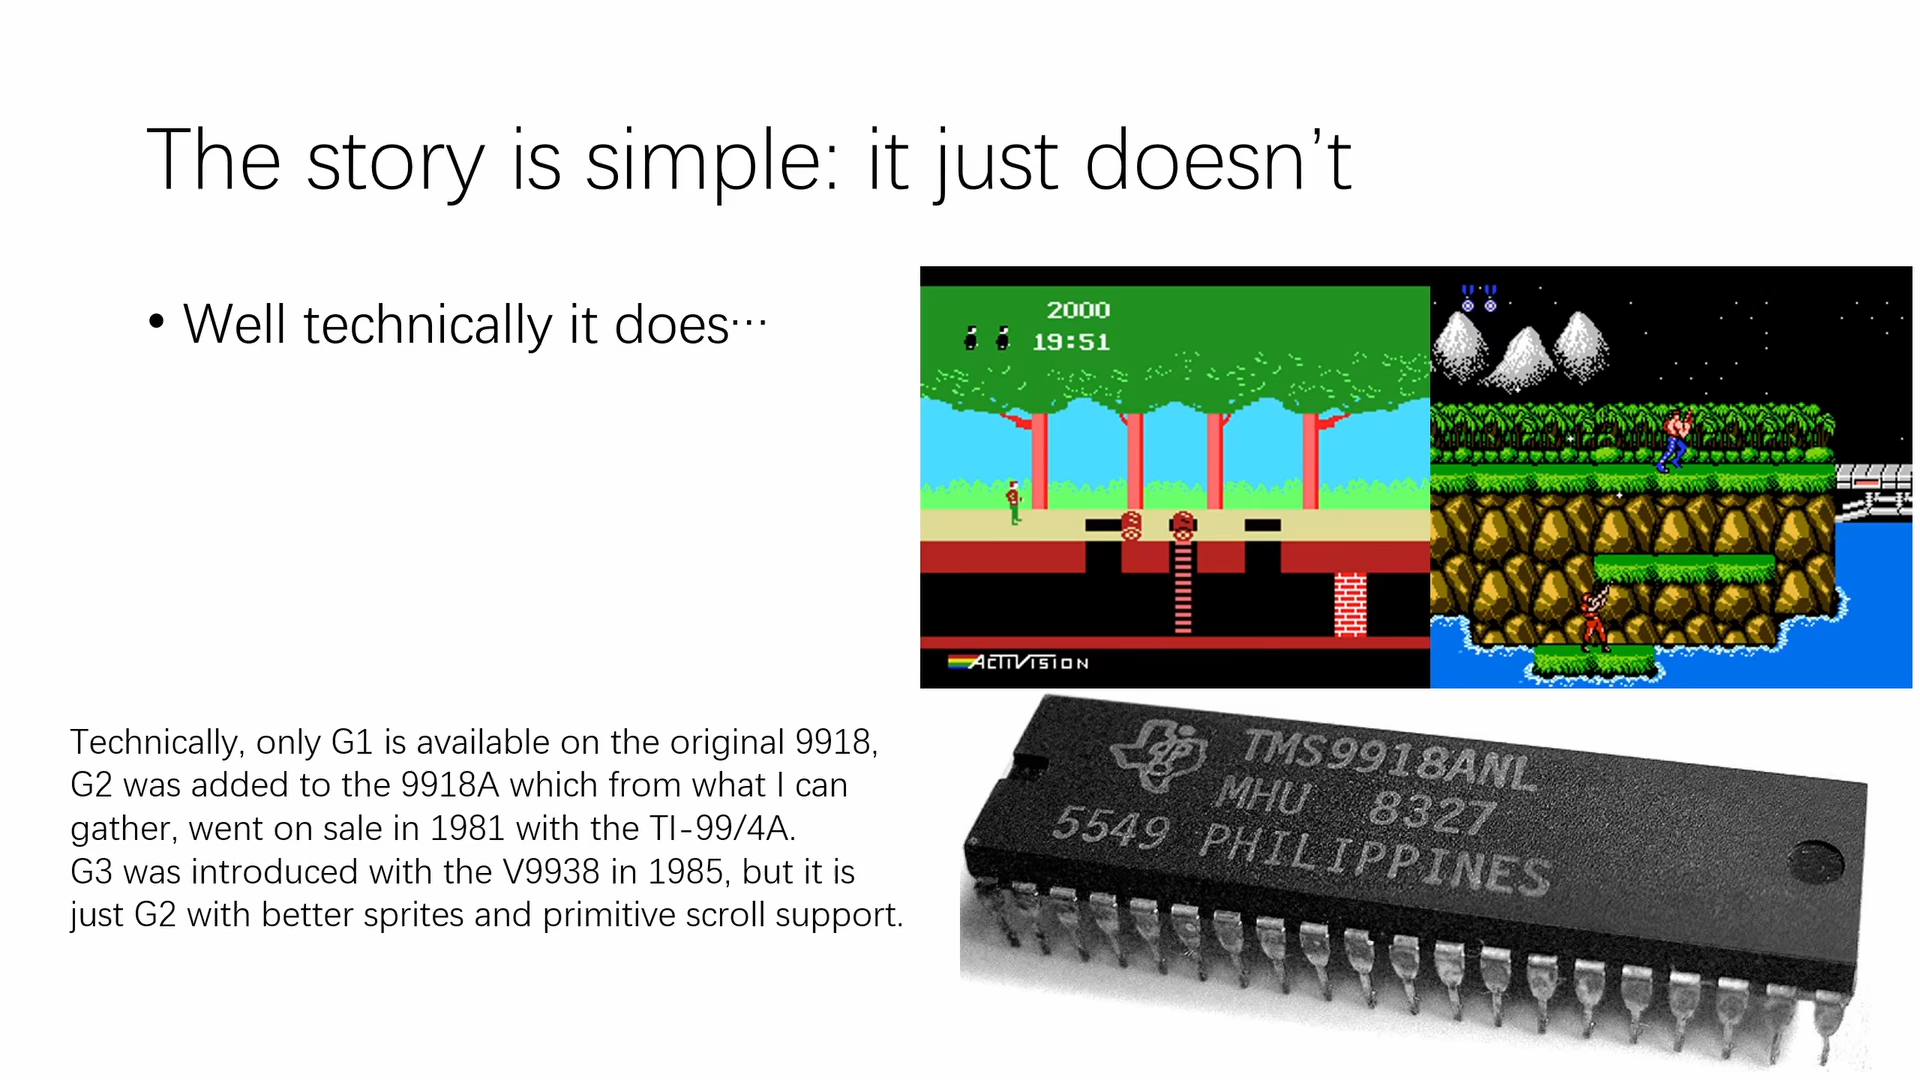 The story is simple: it just doesn’t
• Well technically it does…
2000
19:51
ACTIVISION
Technically, only G1 is available on the original 9918,
G2 was added to the 9918A which from what I can
gather, went on sale in 1981 with the TI-99/4A.
G3 was introduced with the V9938 in 1985, but it is
just G2 with better sprites and primitive scroll support.
TMS9918ANL
MHU 8327
5549 PHILIPPINES